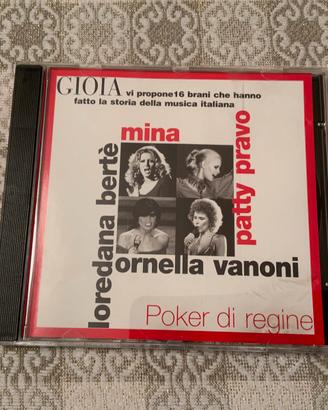 GIOIA vi propone16 brani che hanno
fatto la storia della musica italiana
mina
patty pravo
loredana bertè
ornella vanoni
Poker di regine